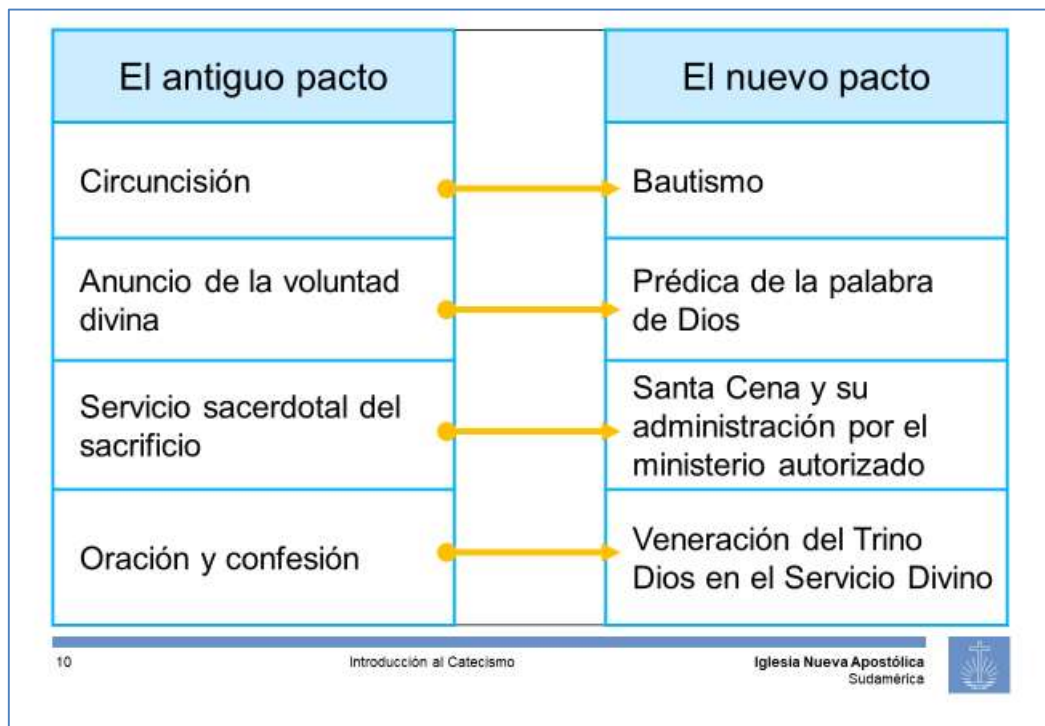 El antiguo pacto
El nuevo pacto
Circuncisión
Bautismo
Anuncio de la voluntad
divina
Prédica de la palabra
de Dios
Servicio sacerdotal del
sacrificio
Santa Cena y su
administración por el
ministerio autorizado
Oración y confesión
Veneración del Trino
Dios en el Servicio Divino
10
Introducción al Catecismo
Iglesia Nueva Apostólica
Sudamérica